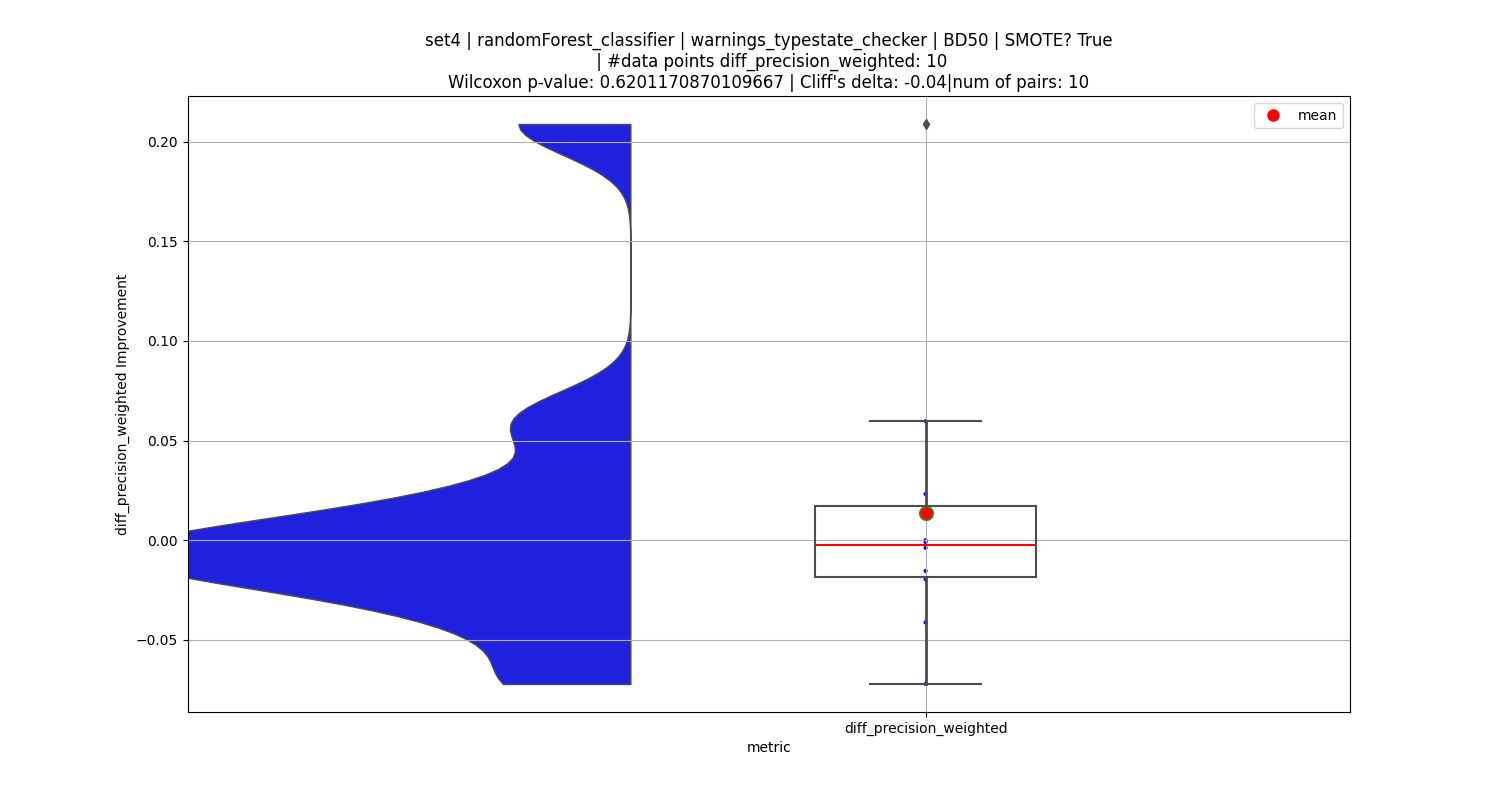 set4 | randomForest_classifier | warnings_typestate_checker | BD50 | SMOTE? True
| #data points diff_precision_weighted: 10
Wilcoxon p-value: 0.6201170870109667 | Cliff's delta: -0.04|num of pairs: 10
mean
0.20
0.15
0.10
0.05
0.00
−0.05
diff_precision_weighted Improvement
diff_precision_weighted
metric